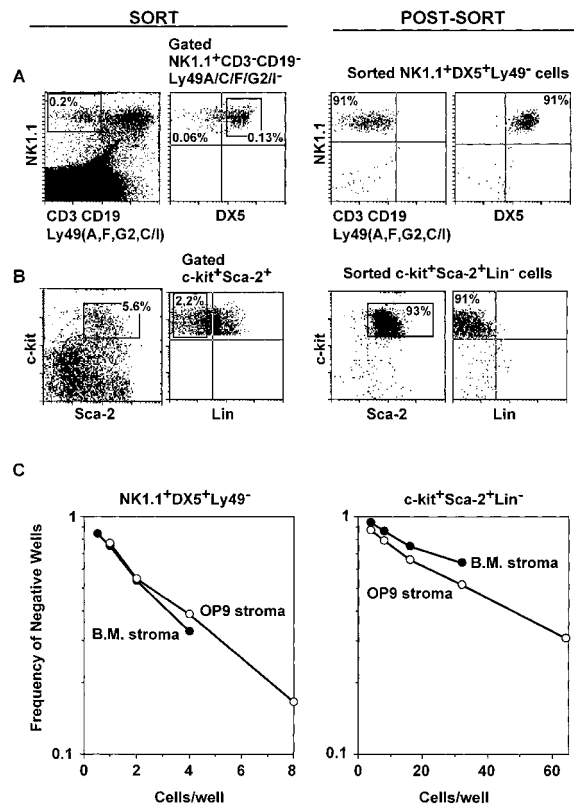 SORT
POST-SORT
Gated
NK1.1+CD3-CD19-
Ly49A/C/F/G2/I-
A
Sorted NK1.1+DX5+Ly49- cells
0.2%
0.06%
0.13%
91%
91%
NK1.1
NK1.1
CD3 CD19
Ly49(A,F,G2,C/I)
DX5
CD3 CD19
Ly49(A,F,G2,C/I)
DX5
B
Gated
c-kit+Sca-2+
Sorted c-kit+Sca-2+Lin- cells
5.6%
2.2%
93%
91%
c-kit
c-kit
Sca-2
Lin
Sca-2
Lin
C
NK1.1+DX5+Ly49-
c-kit+Sca-2+Lin-
Frequency of Negative Wells
1
0.1
OP9 stroma
B.M. stroma
0 2 4 6 8
Cells/well
1
0.1
B.M. stroma
OP9 stroma
0 20 40 60
Cells/well